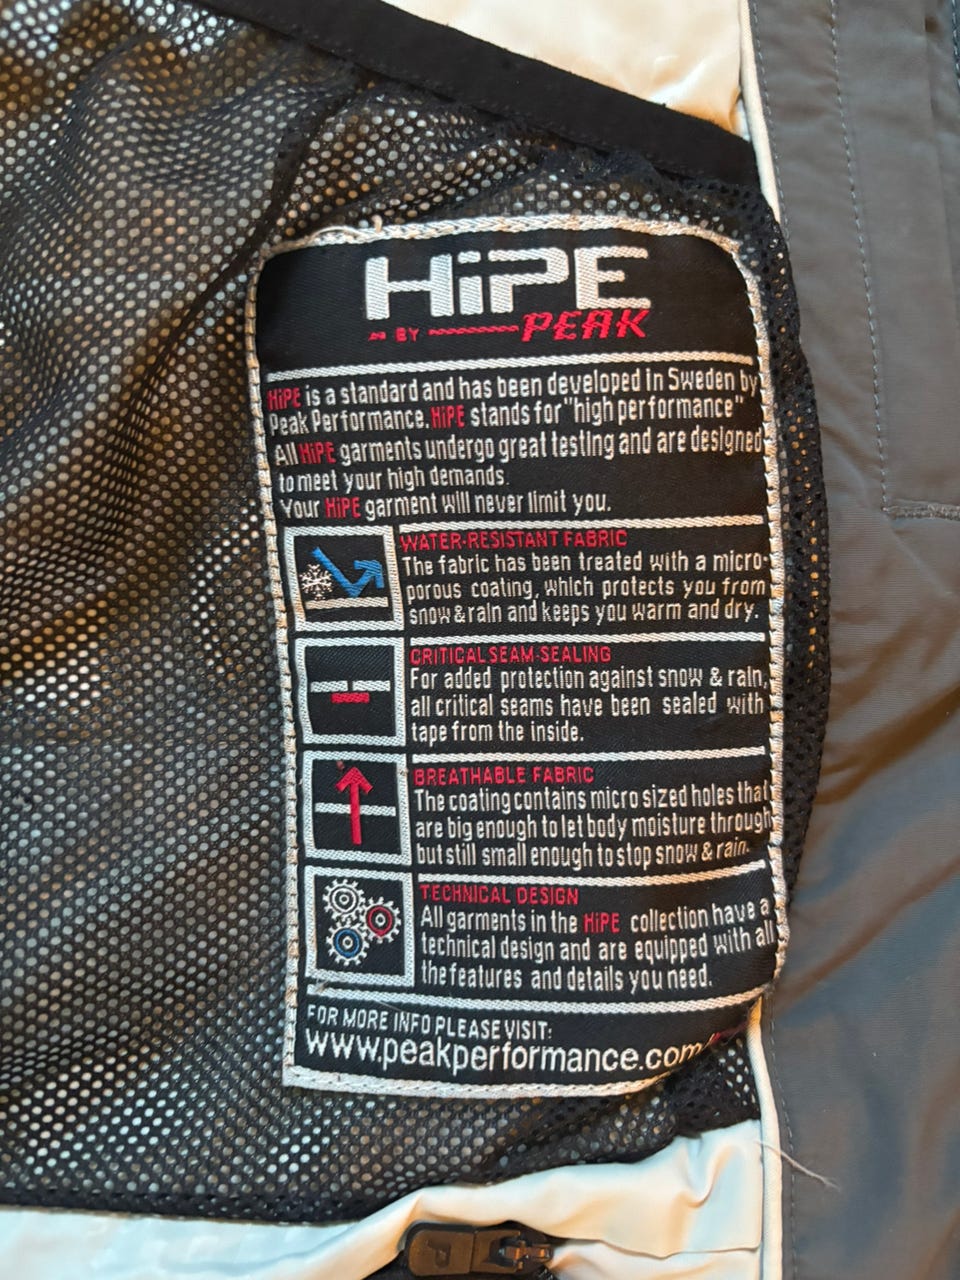 HiPE
BY PEAK
HiPE is a standard and has been developed in Sweden by
Peak Performance. HiPE stands for "high performance"
All HiPE garments undergo great testing and are designed
to meet your high demands.
Your HiPE garment will never limit you.
WATER-RESISTANT FABRIC
The fabric has been treated with a micro-
porous coating, which protects you from
snow & rain and keeps you warm and dry.
CRITICAL SEAM-SEALING
For added protection against snow & rain,
all critical seams have been sealed with
tape from the inside.
BREATHABLE FABRIC
The coating contains micro sized holes that
are big enough to let body moisture through
but still small enough to stop snow & rain.
TECHNICAL DESIGN
All garments in the HiPE collection have a
technical design and are equipped with all
the features and details you need.
FOR MORE INFO PLEASE VISIT:
www.peakperformance.com/